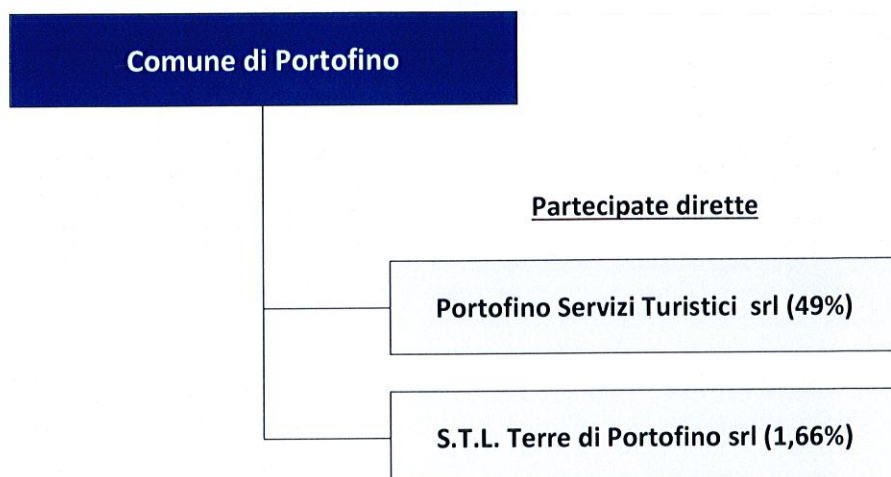 Comune di Portofino
Partecipate dirette
Portofino Servizi Turistici srl (49%)
S.T.L. Terre di Portofino srl (1,66%)